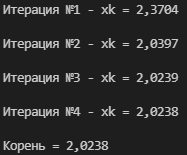 Итерация №1 - xk = 2,3704
Итерация №2 - xk = 2,0397
Итерация №3 - xk = 2,0239
Итерация №4 - xk = 2,0238
Корень = 2,0238